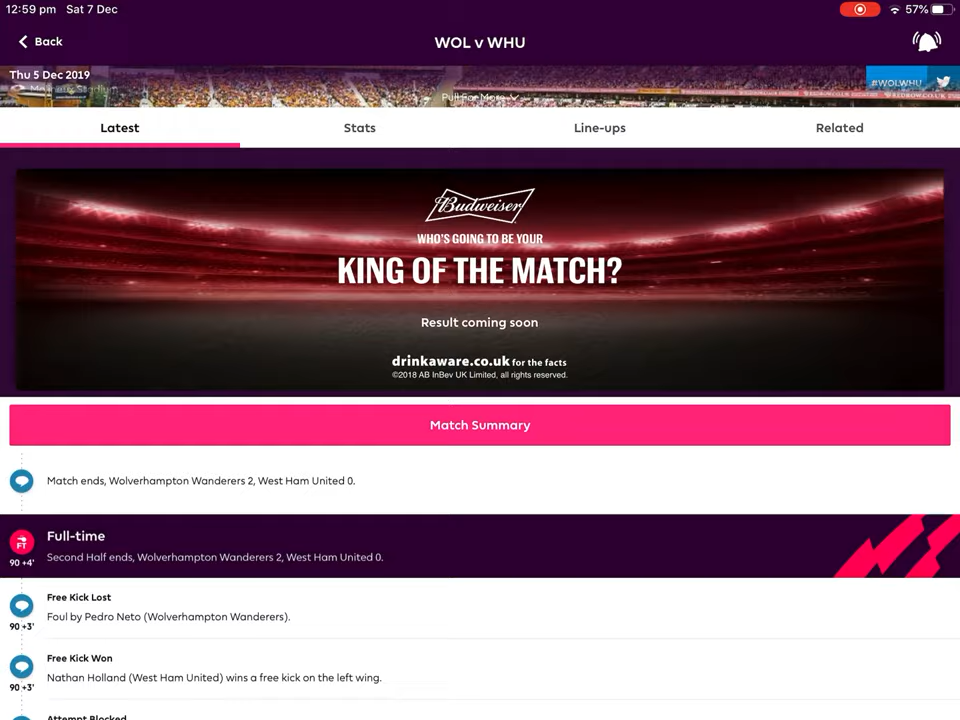 12:59 pm Sat 7 Dec
57%
Back
WOL v WHU
Thu 5 Dec 2019
Molineux Stadium
#WOLWHU
Pull For More
Latest
Stats
Line-ups
Related
Budweiser
WHO'S GOING TO BE YOUR
KING OF THE MATCH?
Result coming soon
drinkaware.co.uk for the facts
©2018 AB InBev UK Limited, all rights reserved.
Match Summary
Match ends, Wolverhampton Wanderers 2, West Ham United 0.
FT
90 +4'
Full-time
Second Half ends, Wolverhampton Wanderers 2, West Ham United 0.
Free Kick Lost
90 +3'
Foul by Pedro Neto (Wolverhampton Wanderers).
Free Kick Won
90 +3'
Nathan Holland (West Ham United) wins a free kick on the left wing.
Attempt Blocked